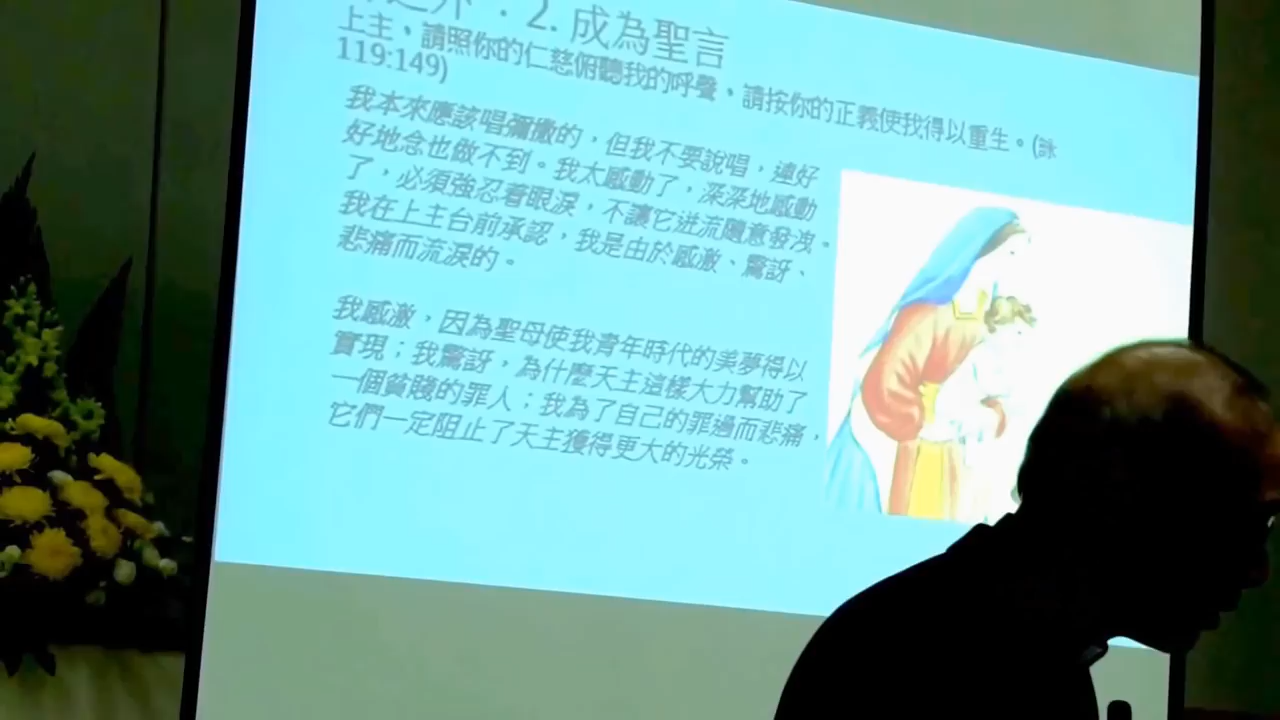 之外：2. 成為聖言
上主，請照你的仁慈俯聽我的呼聲，請按你的正義使我得以重生。(詠
119:149)
我本來應該唱彌撒的，但我不要說唱，連好
好地念也做不到。我太感動了，深深地感動
了，必須強忍着眼淚，不讓它迸流隨意發洩。
我在上主台前承認，我是由於感激、驚訝、
悲痛而流淚的。
我感激，因為聖母使我青年時代的美夢得以
實現；我驚訝，為什麼天主這樣大力幫助了
一個貧賤的罪人；我為了自己的罪過而悲痛，
它們一定阻止了天主獲得更大的光榮。